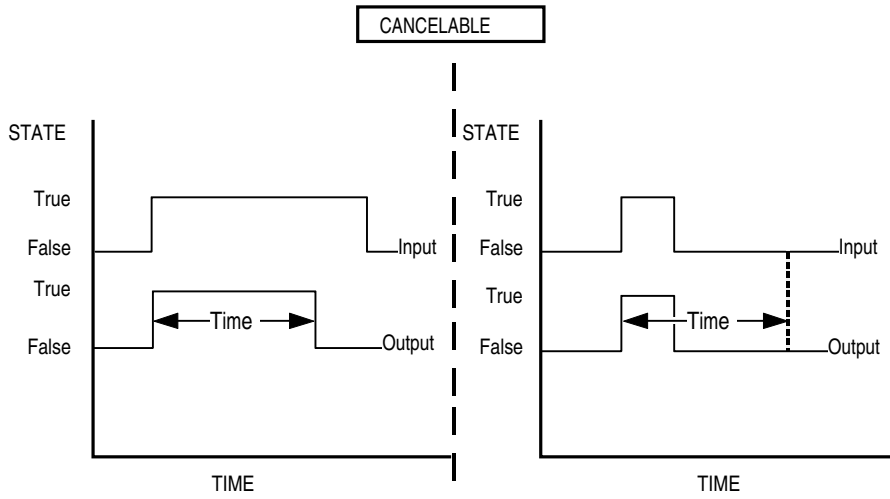 CANCELABLE
STATE
True
False
Input
True
Time
False
Output
TIME
STATE
True
False
Input
True
Time
False
Output
TIME